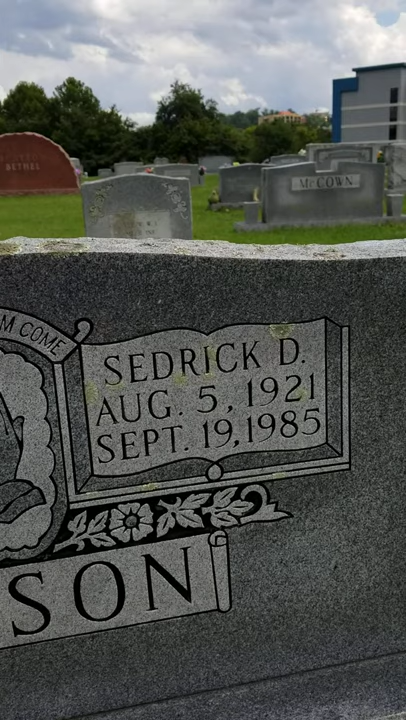 BETHEL
McCOWN
M COME
SEDRICK D.
AUG. 5, 1921
SEPT. 19, 1985
SON